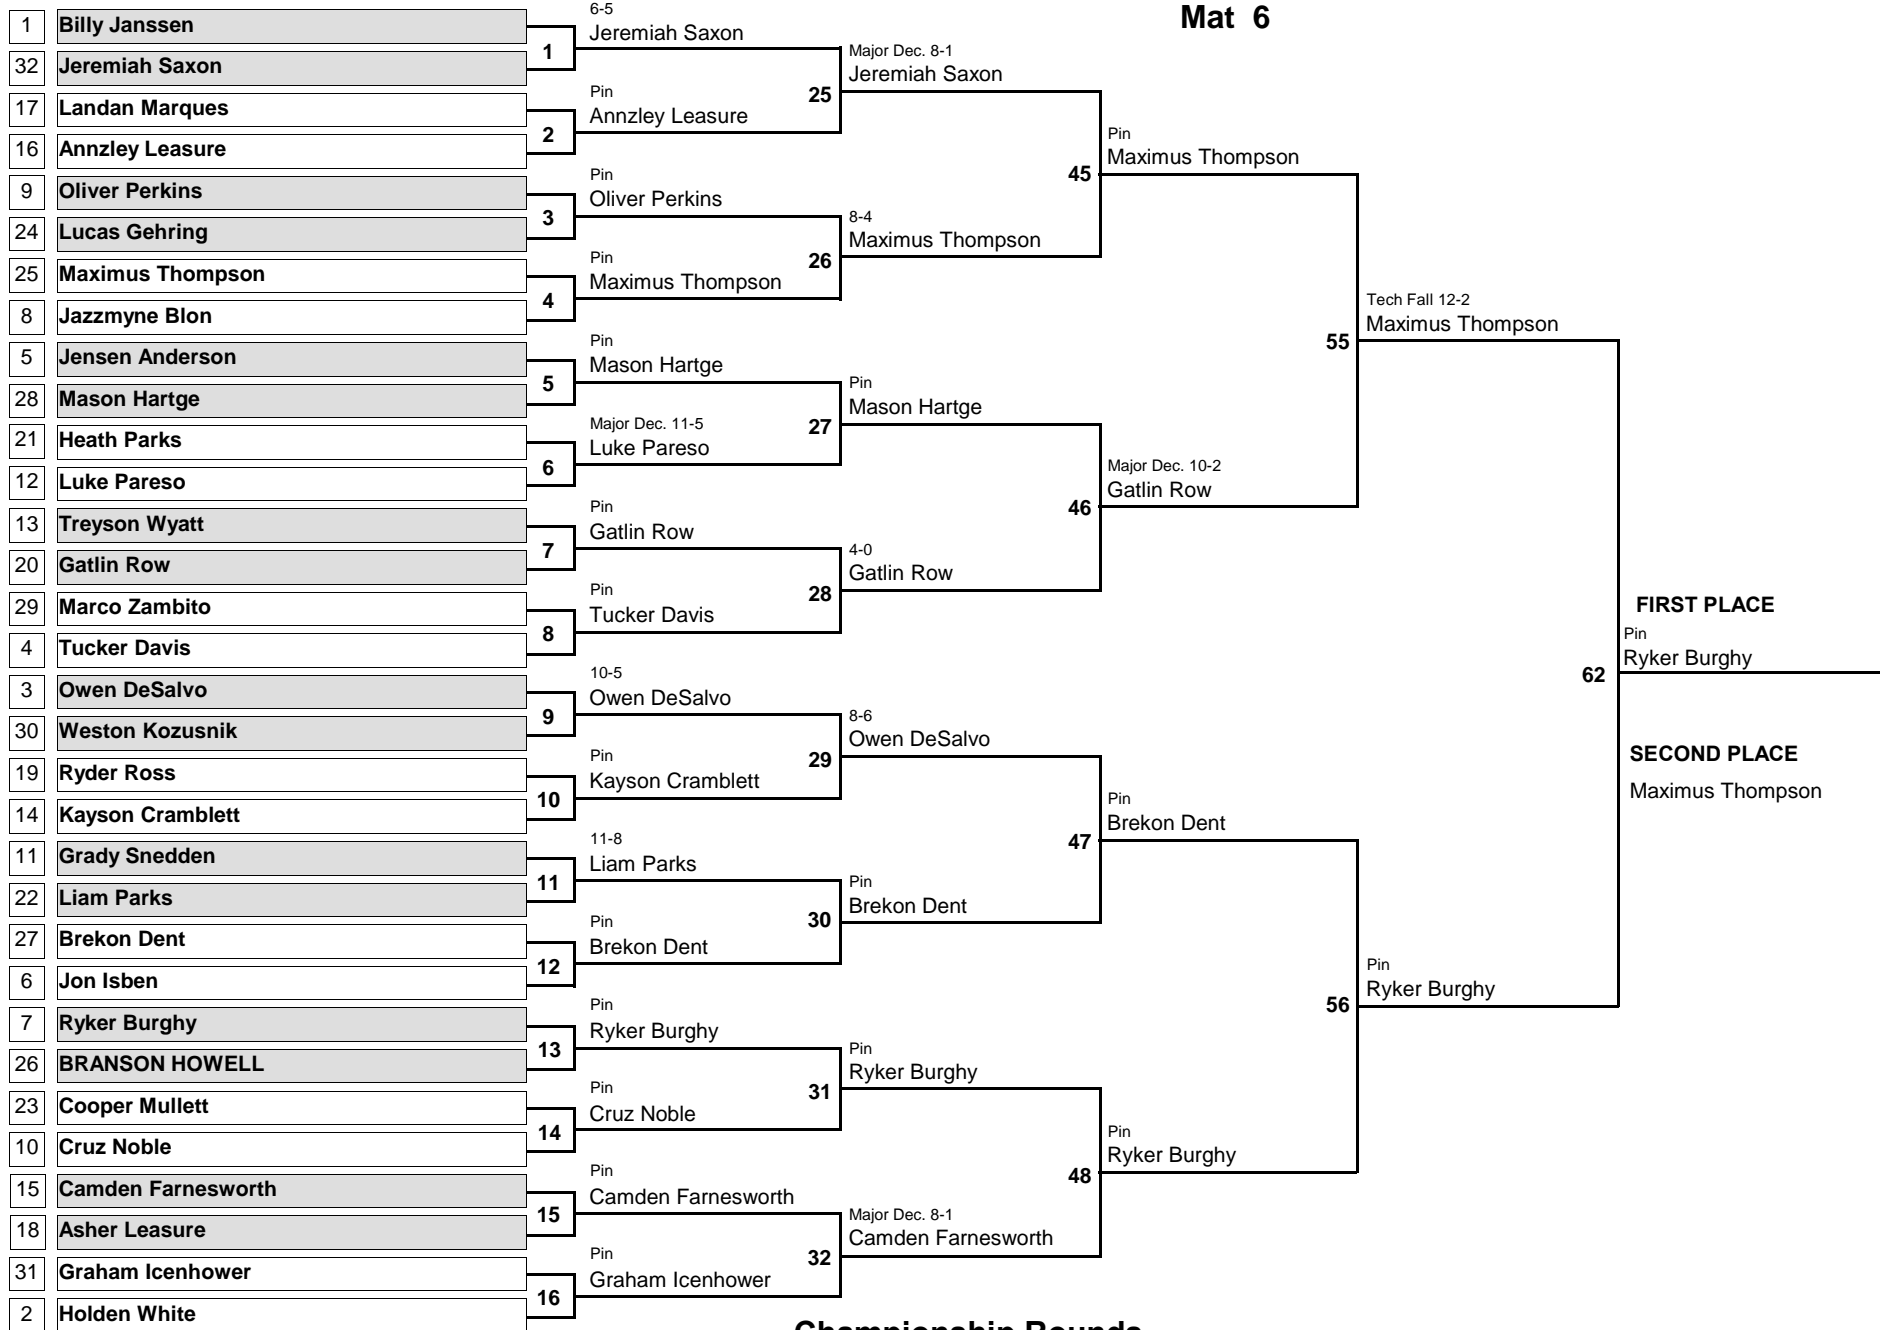 Mat 6
1 Billy Janssen
32 Jeremiah Saxon
17 Landan Marques
16 Annzley Leasure
9 Oliver Perkins
24 Lucas Gehring
25 Maximus Thompson
8 Jazzmyne Blon
5 Jensen Anderson
28 Mason Hartge
21 Heath Parks
12 Luke Pareso
13 Treyson Wyatt
20 Gatlin Row
29 Marco Zambito
4 Tucker Davis
3 Owen DeSalvo
30 Weston Kozusnik
19 Ryder Ross
14 Kayson Cramblett
11 Grady Snedden
22 Liam Parks
27 Brekon Dent
6 Jon Isben
7 Ryker Burghy
26 BRANSON HOWELL
23 Cooper Mullett
10 Cruz Noble
15 Camden Farnesworth
18 Asher Leasure
31 Graham Icenhower
2 Holden White
1
6-5
Jeremiah Saxon
2
Pin
Annzley Leasure
3
Pin
Oliver Perkins
4
Pin
Maximus Thompson
5
Pin
Mason Hartge
6
Major Dec. 11-5
Luke Pareso
7
Pin
Gatlin Row
8
Pin
Tucker Davis
9
10-5
Owen DeSalvo
10
Pin
Kayson Cramblett
11
11-8
Liam Parks
12
Pin
Brekon Dent
13
Pin
Ryker Burghy
14
Pin
Cruz Noble
15
Pin
Camden Farnesworth
16
Pin
Graham Icenhower
25
Major Dec. 8-1
Jeremiah Saxon
26
8-4
Maximus Thompson
27
Pin
Mason Hartge
28
4-0
Gatlin Row
29
8-6
Owen DeSalvo
30
Pin
Brekon Dent
31
Pin
Ryker Burghy
32
Major Dec. 8-1
Camden Farnesworth
45
Pin
Maximus Thompson
46
Major Dec. 10-2
Gatlin Row
47
Pin
Brekon Dent
48
Pin
Ryker Burghy
55
Tech Fall 12-2
Maximus Thompson
56
Pin
Ryker Burghy
62
FIRST PLACE
Pin
Ryker Burghy
SECOND PLACE
Maximus Thompson
Championship Rounds